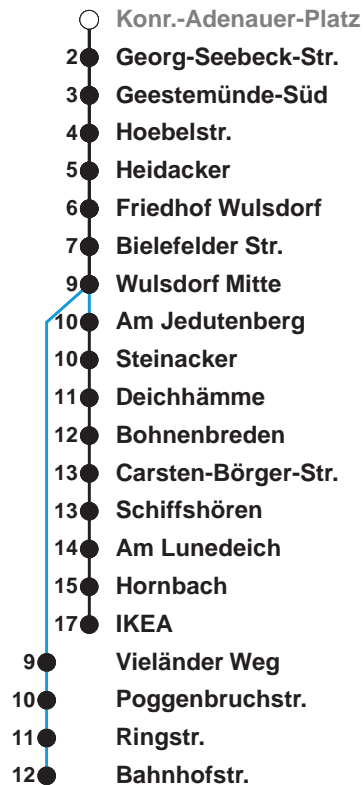 Konr.-Adenauer-Platz
2 Georg-Seebeck-Str.
3 Geestemünde-Süd
4 Hoebelstr.
5 Heidacker
6 Friedhof Wulsdorf
7 Bielefelder Str.
9 Wulsdorf Mitte
10 Am Jedutenberg
10 Steinacker
11 Deichhämme
12 Bohnenbreden
13 Carsten-Börger-Str.
13 Schiffshören
14 Am Lunedeich
15 Hornbach
17 IKEA
9 Vieländer Weg
10 Poggenbruchstr.
11 Ringstr.
12 Bahnhofstr.